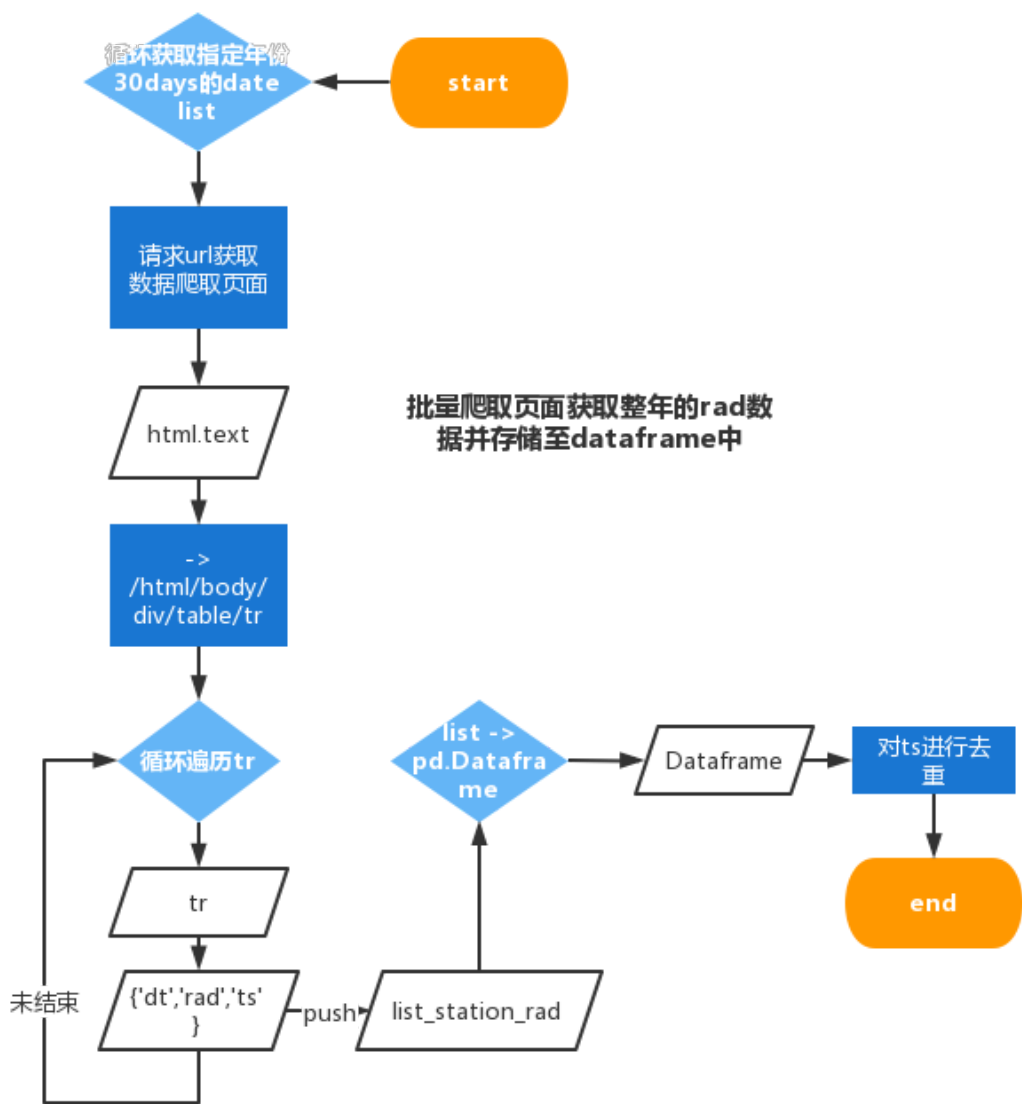 循环获取指定年份
30days的date
list
start
请求url获取
数据爬取页面
html.text
批量爬取页面获取整年的rad数
据并存储至dataframe中
->
/html/body/
div/table/tr
循环遍历tr
list ->
pd.Datafra
me
Dataframe
对ts进行去
重
tr
end
{'dt','rad','ts'
}
未结束
push
list_station_rad